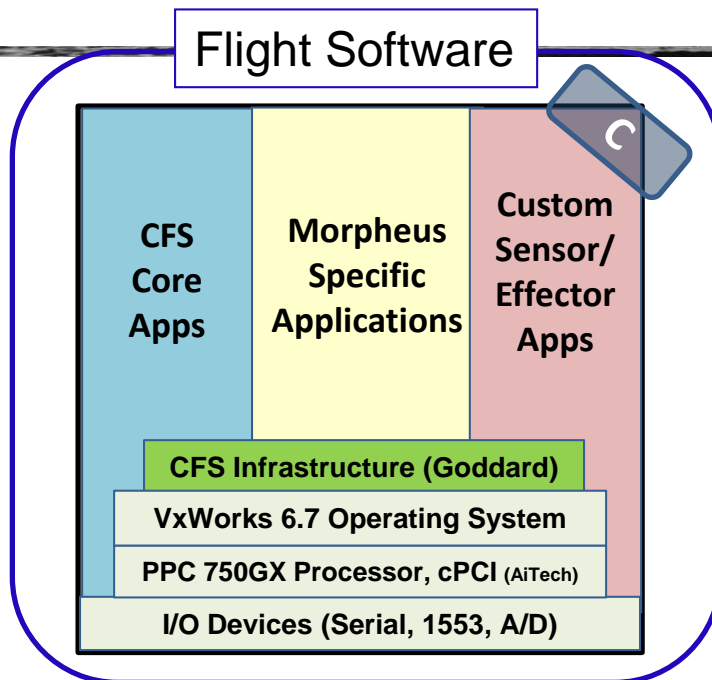 Flight Software
C
CFS
Core
Apps
Morpheus
Specific
Applications
Custom
Sensor/
Effector
Apps
CFS Infrastructure (Goddard)
VxWorks 6.7 Operating System
PPC 750GX Processor, cPCI (AiTech)
I/O Devices (Serial, 1553, A/D)